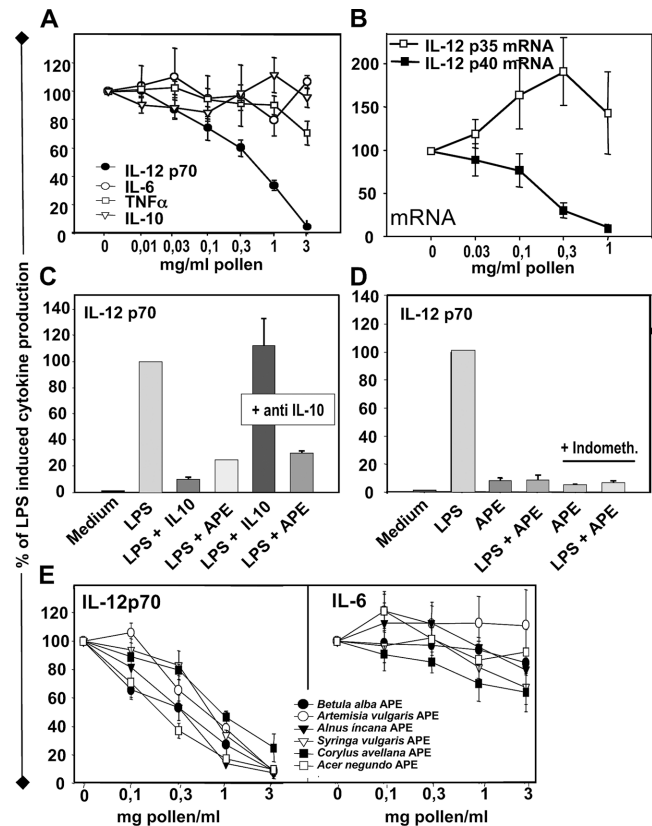 % of LPS induced cytokine production
A
120
100
80
60
40
20
0
IL-12 p70
IL-6
TNFα
IL-10
0 0,01 0,03 0,1 0,3 1 3
mg/ml pollen
B
IL-12 p35 mRNA
IL-12 p40 mRNA
200
150
100
50
0
mRNA
0 0.03 0,1 0,3 1
mg/ml pollen
C
IL-12 p70
140
120
100
80
60
40
20
0
+ anti IL-10
Medium
LPS
LPS + IL10
LPS + APE
LPS + IL10
LPS + APE
D
IL-12 p70
140
120
100
80
60
40
20
0
+ Indometh.
Medium
LPS
APE
LPS + APE
APE
LPS + APE
E
IL-12p70
IL-6
120
100
80
60
40
20
0
Betula alba APE
Artemisia vulgaris APE
Alnus incana APE
Syringa vulgaris APE
Corylus avellana APE
Acer negundo APE
0 0,1 0,3 1 3
mg pollen/ml
0 0,1 0,3 1 3
mg pollen/ml